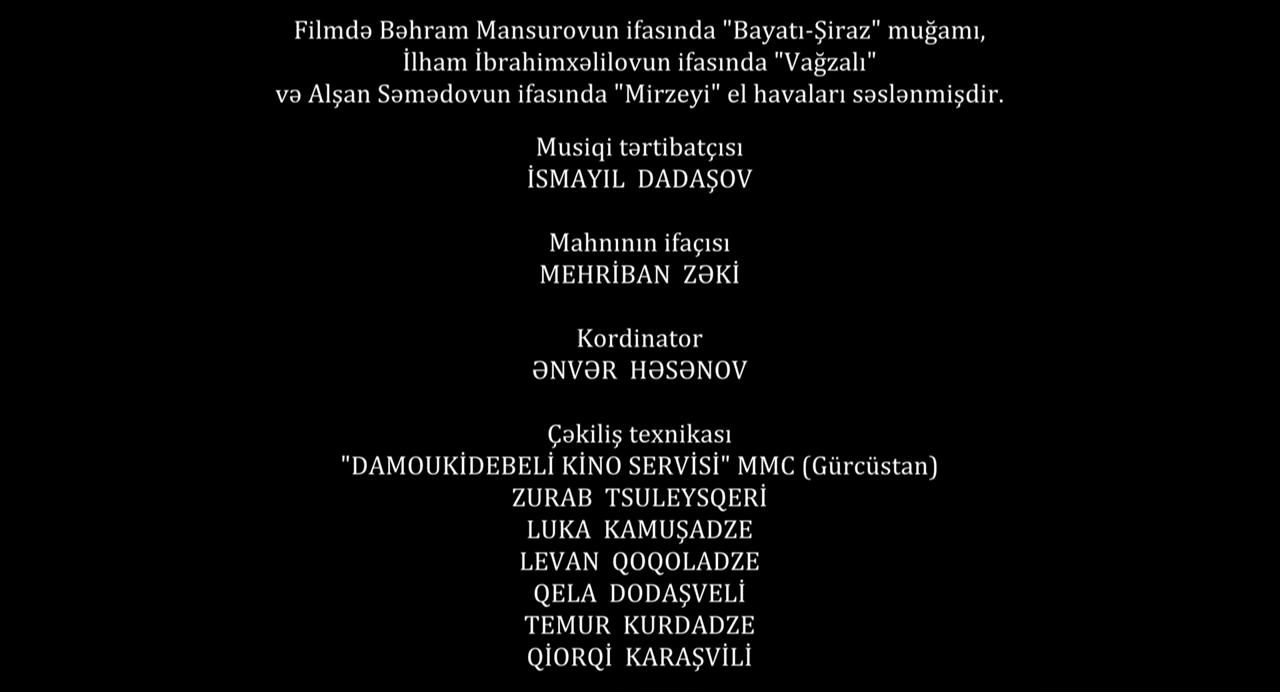 Filmdə Bəhram Mansurovun ifasında "Bayatı-Şiraz" muğamı,
İlham İbrahimxəlilovun ifasında "Vağzalı"
və Alşan Səmədovun ifasında "Mirzeyi" el havaları səslənmişdir.
Musiqi tərtibatçısı
İSMAYIL DADAŞOV
Mahnının ifaçısı
MEHRİBAN ZƏKİ
Kordinator
ƏNVƏR HƏSƏNOV
Çəkiliş texnikası
"DAMOUKİDEBELİ KİNO SERVİSİ" MMC (Gürcüstan)
ZURAB TSULEYSQERİ
LUKA KAMUŞADZE
LEVAN QOQOLADZE
QELA DODAŞVELİ
TEMUR KURDADZE
QİORQİ KARAŞVİLİ